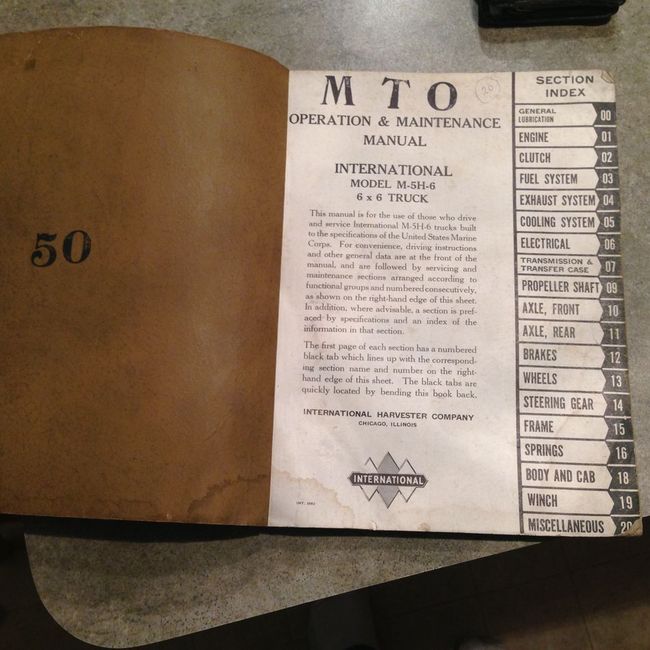 50
M T O
20
OPERATION & MAINTENANCE
MANUAL
INTERNATIONAL
MODEL M-5H-6
6 x 6 TRUCK
This manual is for the use of those who drive
and service International M-5H-6 trucks built
to the specifications of the United States Marine
Corps. For convenience, driving instructions
and other general data are at the front of the
manual, and are followed by servicing and
maintenance sections arranged according to
functional groups and numbered consecutively,
as shown on the right-hand edge of this sheet.
In addition, where advisable, a section is pref-
aced by specifications and an index of the
information in that section.
The first page of each section has a numbered
black tab which lines up with the correspond-
ing section name and number on the right-
hand edge of this sheet. The black tabs are
quickly located by bending this book back.
INTERNATIONAL HARVESTER COMPANY
CHICAGO, ILLINOIS
INTERNATIONAL
SECTION
INDEX
GENERAL
LUBRICATION 00
ENGINE 01
CLUTCH 02
FUEL SYSTEM 03
EXHAUST SYSTEM 04
COOLING SYSTEM 05
ELECTRICAL 06
TRANSMISSION &
TRANSFER CASE 07
PROPELLER SHAFT 09
AXLE, FRONT 10
AXLE, REAR 11
BRAKES 12
WHEELS 13
STEERING GEAR 14
FRAME 15
SPRINGS 16
BODY AND CAB 18
WINCH 19
MISCELLANEOUS 20